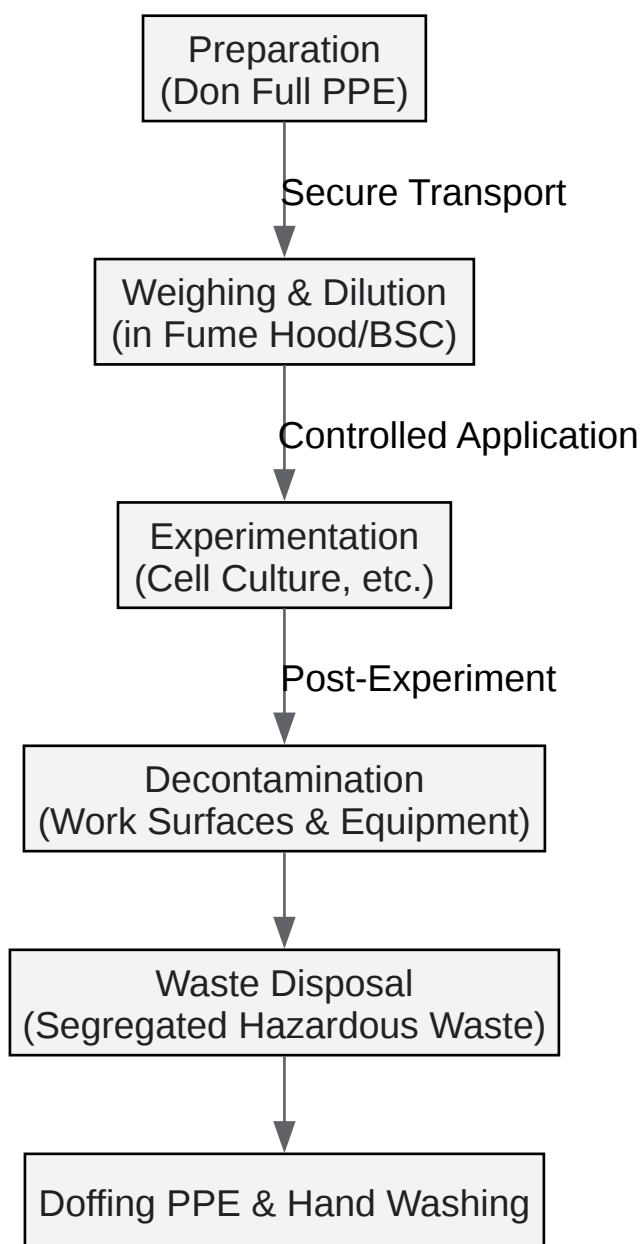 Preparation
(Don Full PPE)
Secure Transport
Weighing & Dilution
(in Fume Hood/BSC)
Controlled Application
Experimentation
(Cell Culture, etc.)
Post-Experiment
Decontamination
(Work Surfaces & Equipment)
Waste Disposal
(Segregated Hazardous Waste)
Doffing PPE & Hand Washing